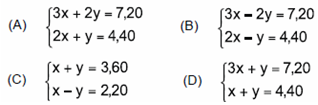 (A) { 3x + 2y = 7,20
2x + y = 4,40
(B) { 3x – 2y = 7,20
2x – y = 4,40
(C) { x + y = 3,60
x – y = 2,20
(D) { 3x + y = 7,20
x + y = 4,40